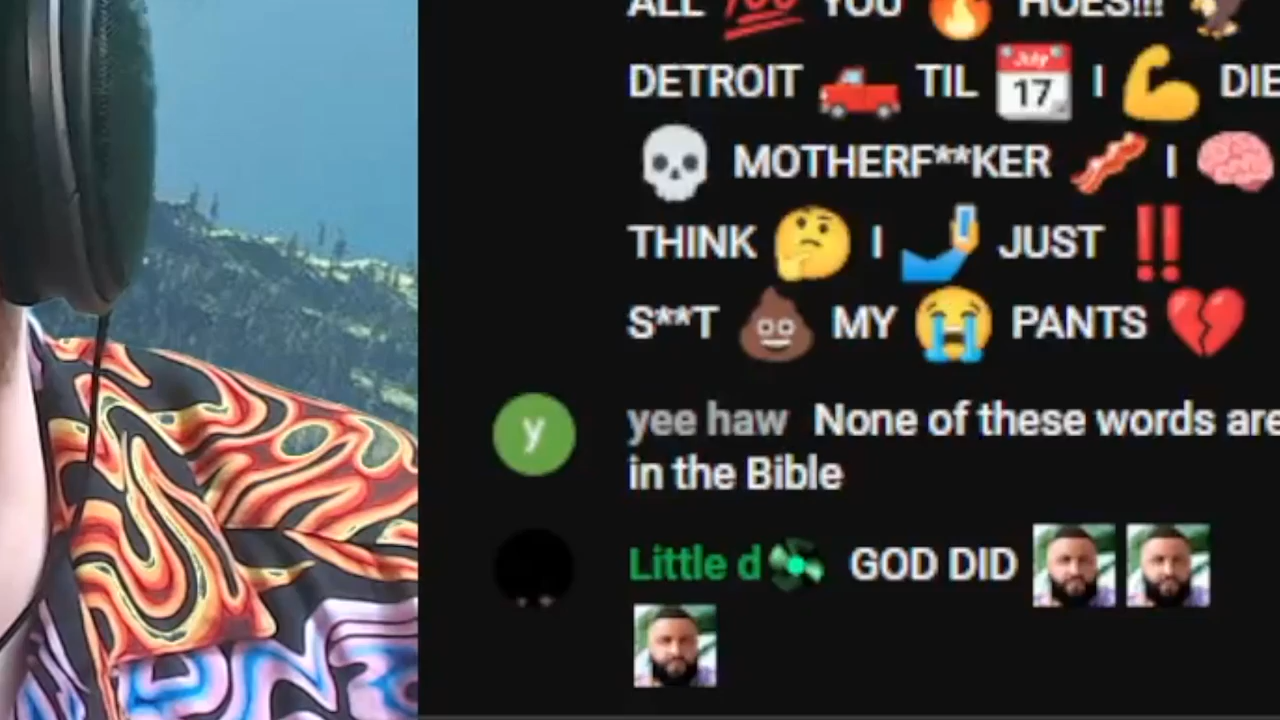 ALL 💯 YOU 🔥 HOES!!!
DETROIT 🛻 TIL 📅 I 💪 DIE
💀 MOTHERF**KER 🥓 I 🧠
THINK 🤔 I 🤳 JUST ‼️
S**T 💩 MY 😭 PANTS 💔
yee haw None of these words are
in the Bible
Little d GOD DID